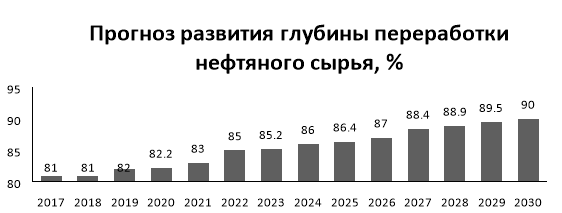 Прогноз развития глубины переработки
нефтяного сырья, %
95
90
85
80
81 81 82 82.2 83 85 85.2 86 86.4 87 88.4 88.9 89.5 90
2017 2018 2019 2020 2021 2022 2023 2024 2025 2026 2027 2028 2029 2030